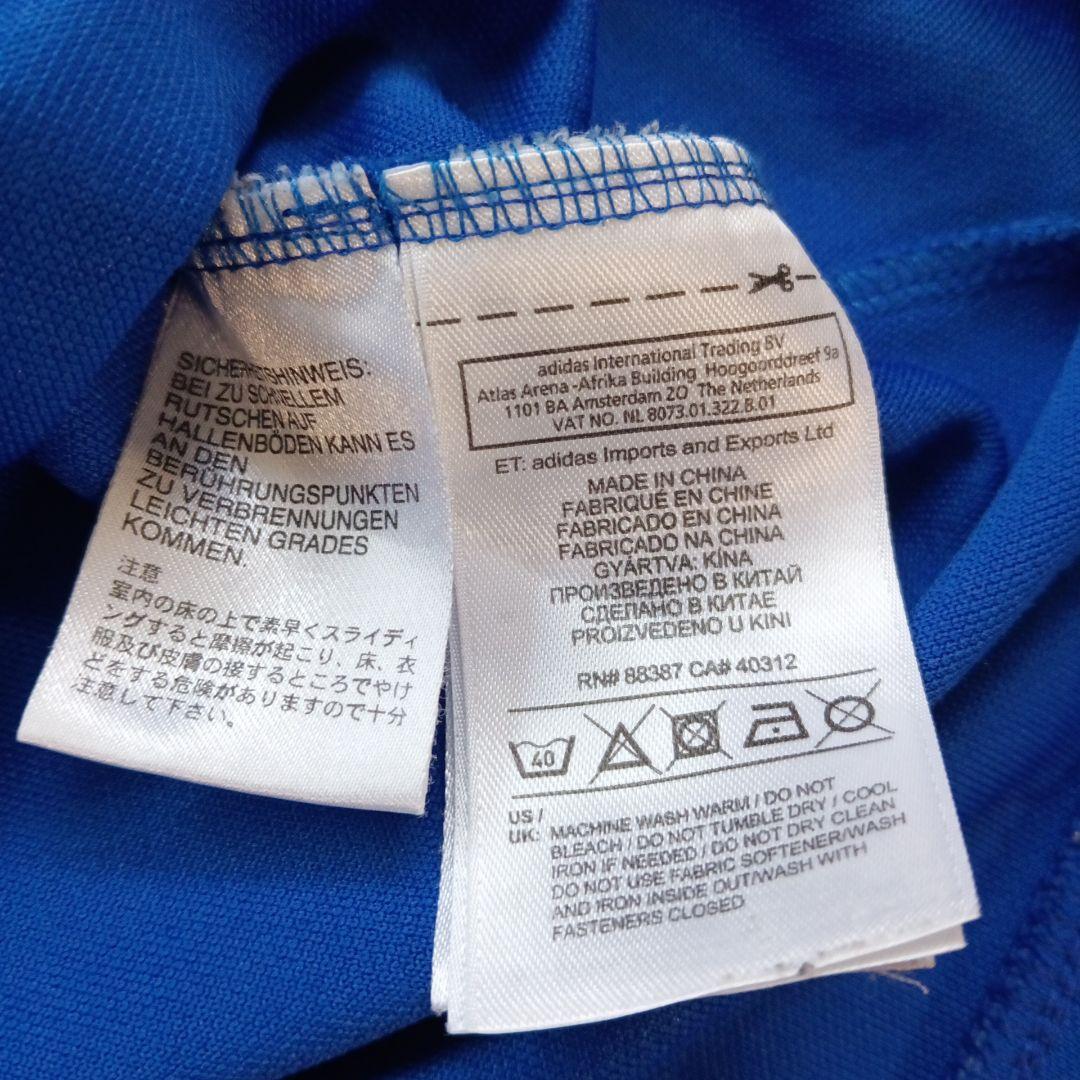 SICHERHEITSHINWEIS:
BEI ZU SCHNELLEM
RUTSCHEN AUF
HALLENBÖDEN KANN ES
AN DEN
BERÜHRUNGSPUNKTEN
ZU VERBRENNUNGEN
LEICHTEN GRADES
KOMMEN.
注意
室内の床の上で素早くスライディ
ングすると摩擦が起こり、床、衣
服及び皮膚の接するところでやけ
どをする危険がありますので十分
注意して下さい。
adidas International Trading BV
Atlas Arena -Afrika Building Hoogoorddreef 9a
1101 BA Amsterdam ZO The Netherlands
VAT NO. NL 8073.01.322.B.01
ET: adidas Imports and Exports Ltd
MADE IN CHINA
FABRIQUÉ EN CHINE
FABRICADO EN CHINA
FABRICADO NA CHINA
GYÁRTVA: KÍNA
ПРОИЗВЕДЕНО В КИТАЙ
СДЕЛАНО В КИТАЕ
PROIZVEDENO U KINI
RN# 88387 CA# 40312
40
US /
UK: MACHINE WASH WARM / DO NOT
BLEACH / DO NOT TUMBLE DRY / COOL
IRON IF NEEDED / DO NOT DRY CLEAN
DO NOT USE FABRIC SOFTENER/WASH
AND IRON INSIDE OUT/WASH WITH
FASTENERS CLOSED